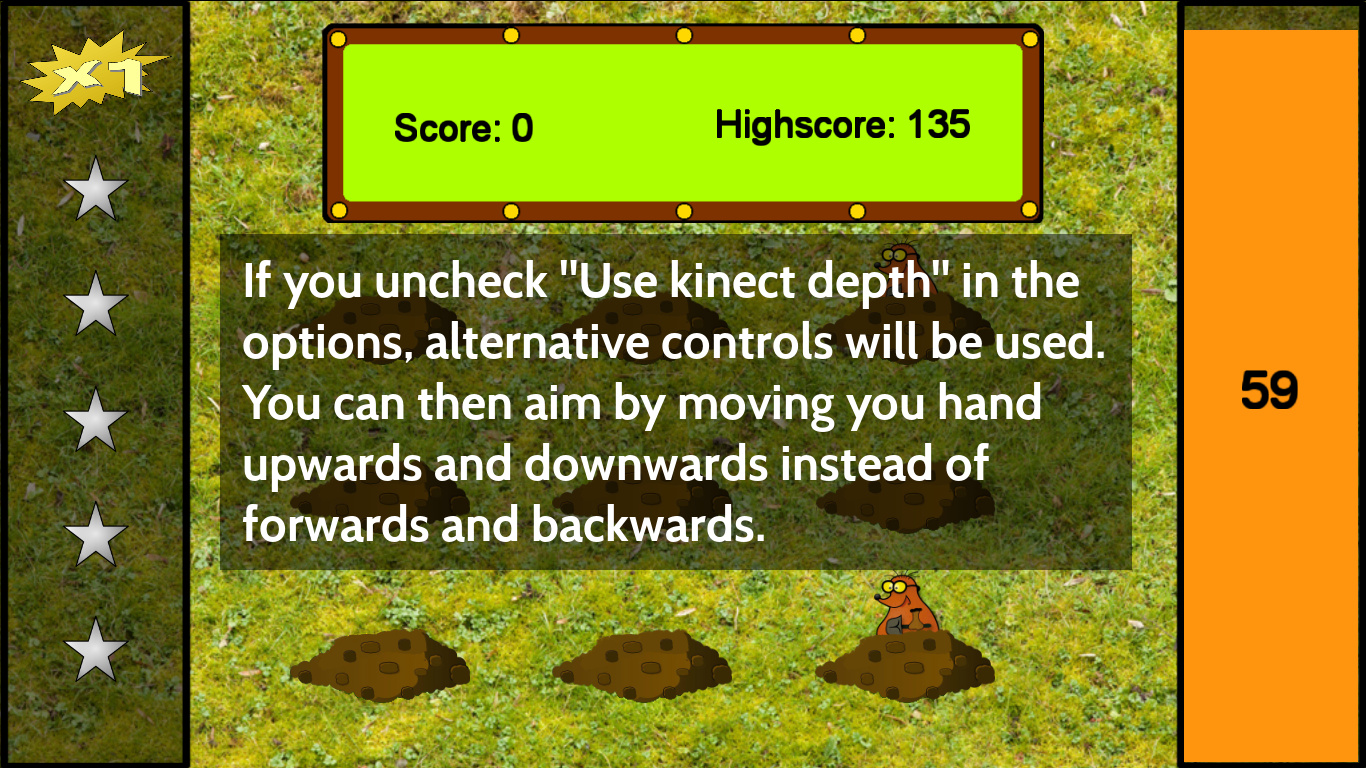 x1
Score: 0
Highscore: 135
If you uncheck "Use kinect depth" in the
options, alternative controls will be used.
You can then aim by moving you hand
upwards and downwards instead of
forwards and backwards.
59